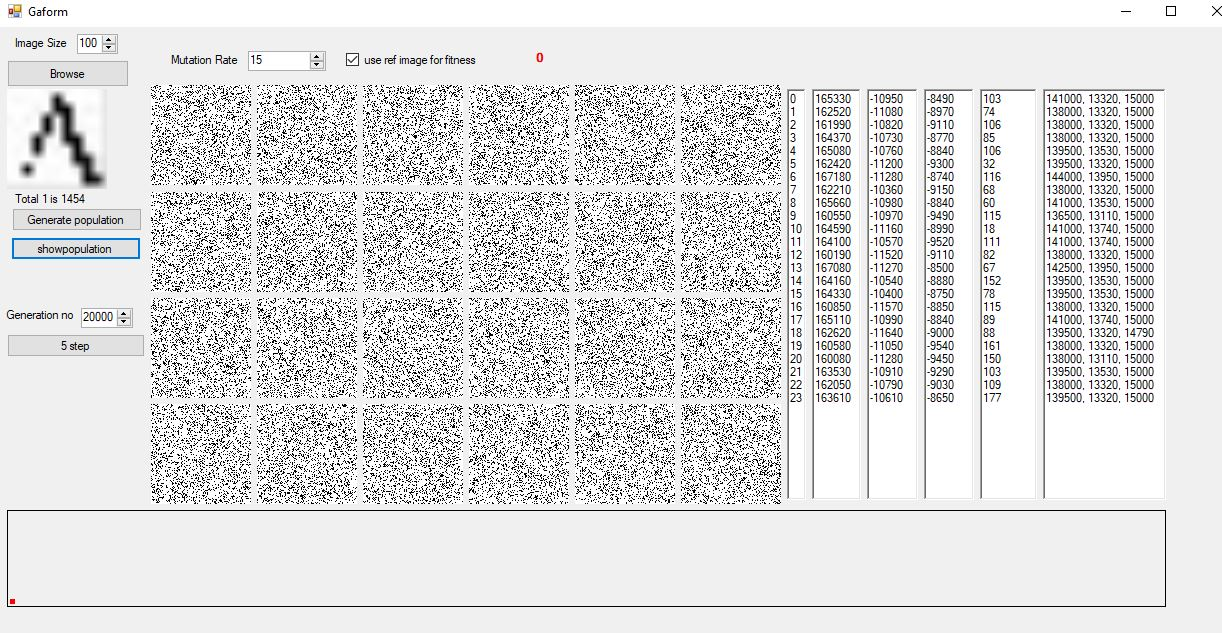 Gaform
Image Size 100
Mutation Rate 15 use ref image for fitness 0
Browse
Total 1 is 1454
Generate population
showpopulation
Generation no 20000
5 step
0 165330 -10950 -8490 103 141000, 13320, 15000
1 162520 -11080 -8970 74 138000, 13320, 15000
2 161990 -10820 -9110 106 138000, 13320, 15000
3 164370 -10730 -8770 85 138000, 13320, 15000
4 165080 -10760 -8840 106 139500, 13530, 15000
5 162420 -11200 -9300 32 139500, 13320, 15000
6 167180 -11280 -8740 116 144000, 13950, 15000
7 162210 -10360 -9150 68 138000, 13320, 15000
8 165660 -10980 -8840 60 141000, 13530, 15000
9 160550 -10970 -9490 115 136500, 13110, 15000
10 164590 -11160 -8990 18 141000, 13740, 15000
11 164100 -10570 -9520 111 141000, 13740, 15000
12 160190 -11520 -9110 82 138000, 13320, 15000
13 167080 -11270 -8500 67 142500, 13950, 15000
14 164160 -10540 -8880 152 139500, 13530, 15000
15 164330 -10400 -8750 78 139500, 13530, 15000
16 160850 -11570 -8850 115 138000, 13320, 15000
17 165110 -10990 -8840 89 141000, 13740, 15000
18 162620 -11640 -9000 88 139500, 13320, 14790
19 160580 -11050 -9540 161 138000, 13320, 15000
20 160080 -11280 -9450 150 138000, 13110, 15000
21 163530 -10910 -9290 103 139500, 13530, 15000
22 162050 -10790 -9030 109 138000, 13320, 15000
23 163610 -10610 -8650 177 139500, 13320, 15000